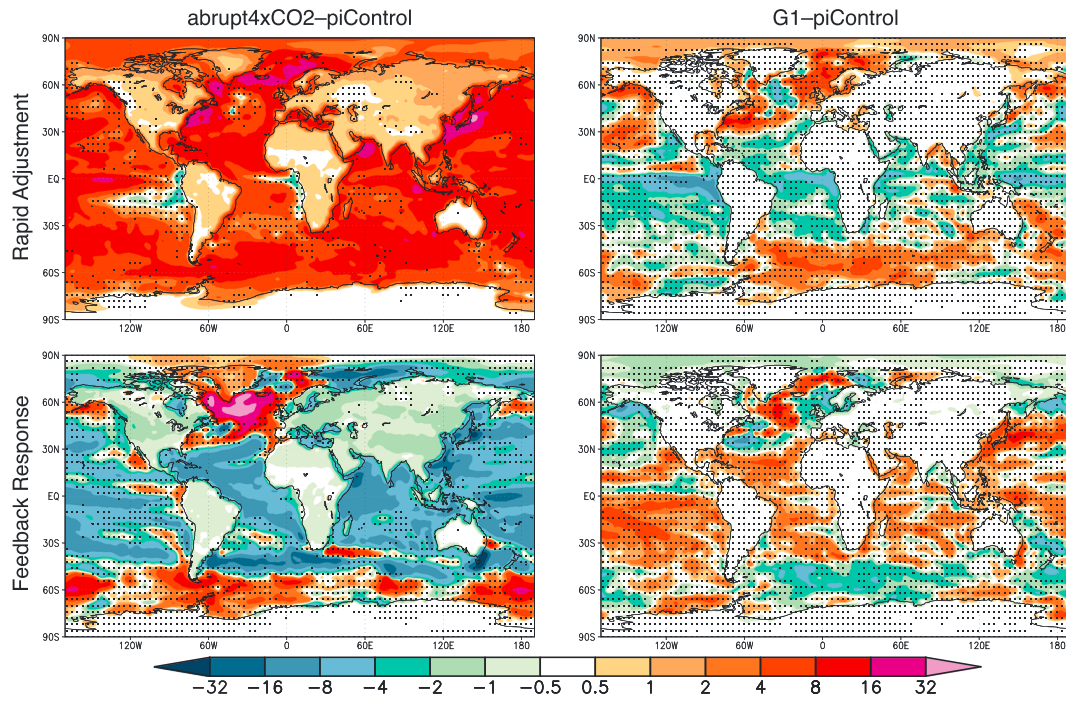 abrupt4xCO2–piControl
G1–piControl
Rapid Adjustment
90N
60N
30N
EQ
30S
60S
90S
120W 60W 0 60E 120E 180
90N
60N
30N
EQ
30S
60S
90S
120W 60W 0 60E 120E 180
Feedback Response
90N
60N
30N
EQ
30S
60S
90S
120W 60W 0 60E 120E 180
90N
60N
30N
EQ
30S
60S
90S
120W 60W 0 60E 120E 180
−32 −16 −8 −4 −2 −1 −0.5 0.5 1 2 4 8 16 32